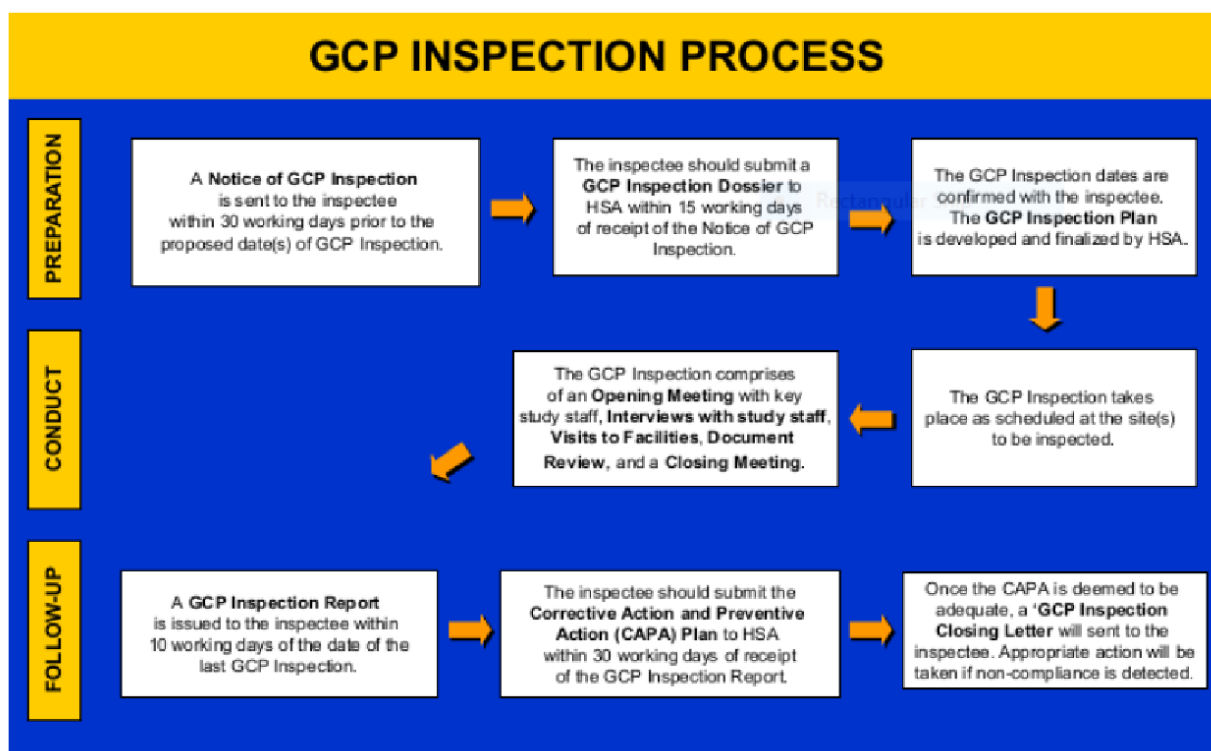 GCP INSPECTION PROCESS
PREPARATION
A Notice of GCP Inspection
is sent to the inspectee
within 30 working days prior to the
proposed date(s) of GCP Inspection.
The inspectee should submit a
GCP Inspection Dossier to
HSA within 15 working days
of receipt of the Notice of GCP
Inspection.
Rectangular S
The GCP Inspection dates are
confirmed with the inspectee.
The GCP Inspection Plan
is developed and finalized by HSA.
CONDUCT
The GCP Inspection takes
place as scheduled at the site(s)
to be inspected.
The GCP Inspection comprises
of an Opening Meeting with key
study staff, Interviews with study staff,
Visits to Facilities, Document
Review, and a Closing Meeting.
FOLLOW-UP
A GCP Inspection Report
is issued to the inspectee within
10 working days of the date of the
last GCP Inspection.
The inspectee should submit the
Corrective Action and Preventive
Action (CAPA) Plan to HSA
within 30 working days of receipt
of the GCP Inspection Report.
Once the CAPA is deemed to be
adequate, a ‘GCP Inspection
Closing Letter will sent to the
inspectee. Appropriate action will be
taken if non-compliance is detected.